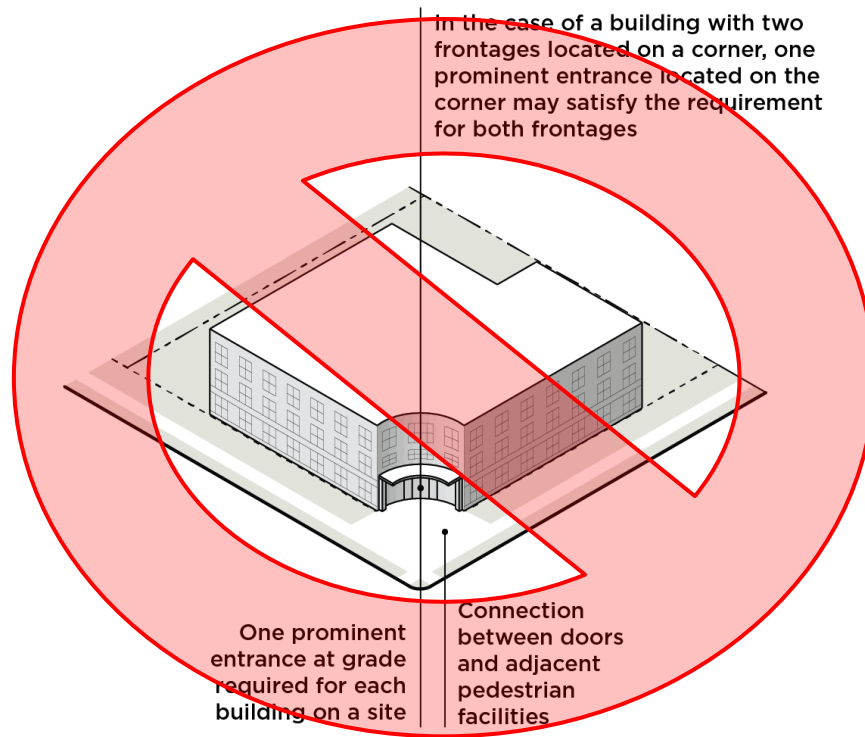 In the case of a building with two
frontages located on a corner, one
prominent entrance located on the
corner may satisfy the requirement
for both frontages
One prominent
entrance at grade
required for each
building on a site
Connection
between doors
and adjacent
pedestrian
facilities